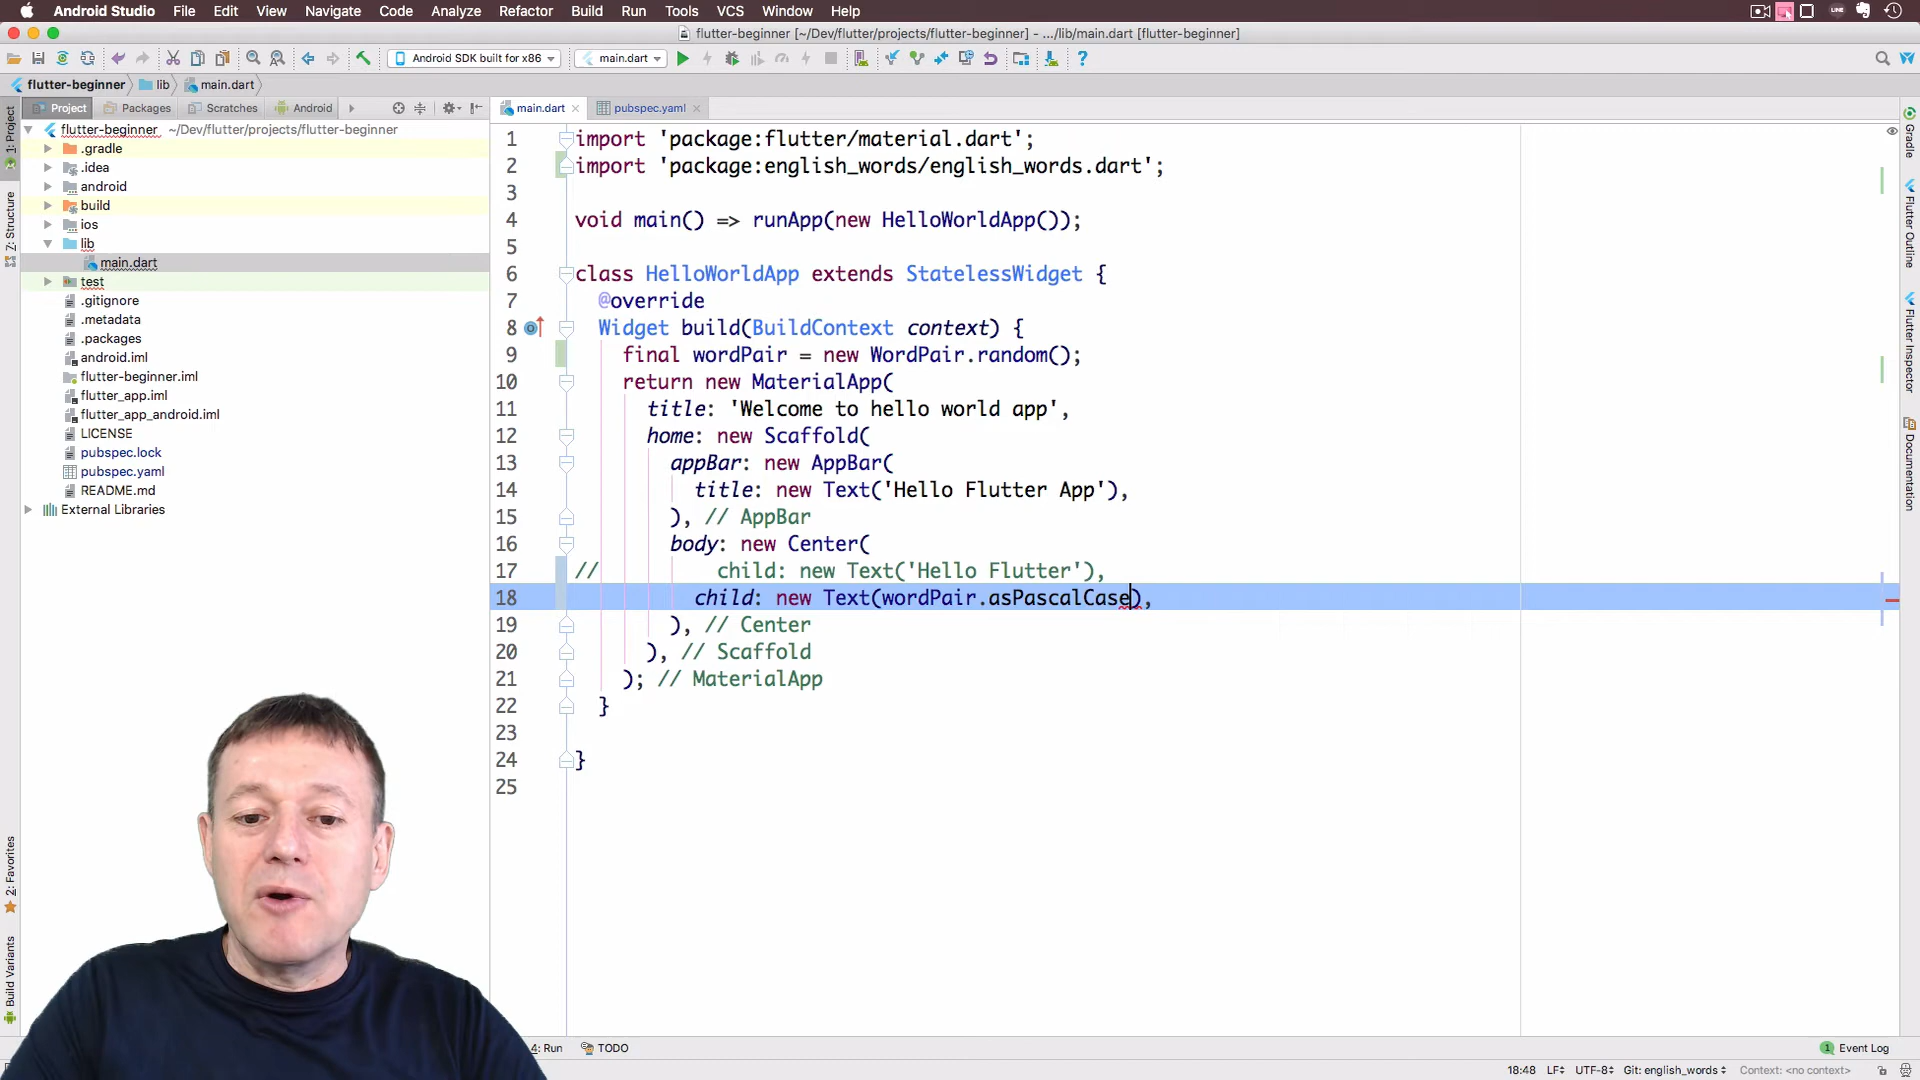 Android Studio File Edit View Navigate Code Analyze Refactor Build Run Tools VCS Window Help
flutter-beginner [~/Dev/flutter/projects/flutter-beginner] - .../lib/main.dart [flutter-beginner]
Android SDK built for x86 main.dart
flutter-beginner lib main.dart
Project Packages Scratches Android main.dart pubspec.yaml
flutter-beginner ~/Dev/flutter/projects/flutter-beginner
.gradle
.idea
android
build
ios
lib
main.dart
test
.gitignore
.metadata
.packages
android.iml
flutter-beginner.iml
flutter_app.iml
flutter_app_android.iml
LICENSE
pubspec.lock
pubspec.yaml
README.md
External Libraries
1: Project
7: Structure
2: Favorites
Build Variants
1 import 'package:flutter/material.dart';
2 import 'package:english_words/english_words.dart';
3
4 void main() => runApp(new HelloWorldApp());
5
6 class HelloWorldApp extends StatelessWidget {
7 @override
8 Widget build(BuildContext context) {
9 final wordPair = new WordPair.random();
10 return new MaterialApp(
11 title: 'Welcome to hello world app',
12 home: new Scaffold(
13 appBar: new AppBar(
14 title: new Text('Hello Flutter App'),
15 ), // AppBar
16 body: new Center(
17 // child: new Text('Hello Flutter'),
18 child: new Text(wordPair.asPascalCase),
19 ), // Center
20 ), // Scaffold
21 ); // MaterialApp
22 }
23
24 }
25
Gradle
Flutter Outline
Flutter Inspector
Documentation
4: Run TODO 1 Event Log
18:48 LF UTF-8 Git: english_words Context: <no context>